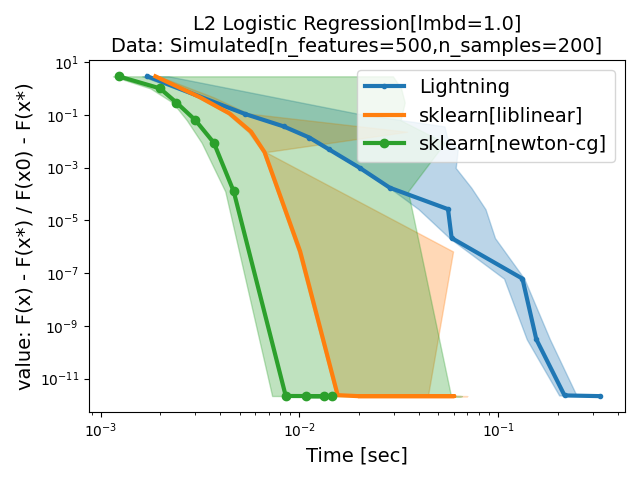 L2 Logistic Regression[lmbd=1.0]
Data: Simulated[n_features=500,n_samples=200]
value: F(x) - F(x*) / F(x0) - F(x*)
10¹
10⁻¹
10⁻³
10⁻⁵
10⁻⁷
10⁻⁹
10⁻¹¹
Lightning
sklearn[liblinear]
sklearn[newton-cg]
10⁻³
10⁻²
10⁻¹
Time [sec]